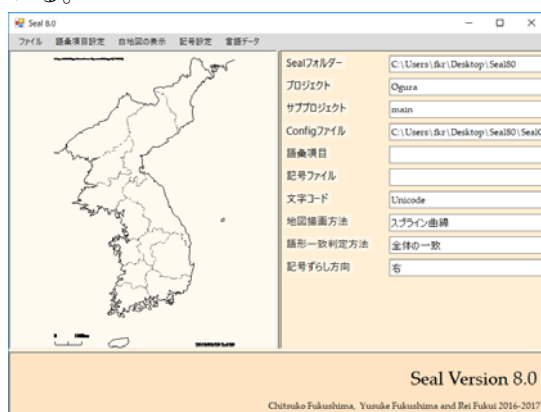 る。
Seal 8.0
ファイル 語彙項目設定 白地図の表示 記号設定 言語データ
Sealフォルダー C:\Users\fkr\Desktop\Seal80
プロジェクト Ogura
サブプロジェクト main
Configファイル C:\Users\fkr\Desktop\Seal80\SealC
語彙項目
記号ファイル
文字コード Unicode
地図描画方法 スプライン曲線
語形一致判定方法 全体の一致
記号ずらし方向 右
Seal Version 8.0
Chitsuko Fukushima, Yusuke Fukushima and Rei Fukui 2016-2017